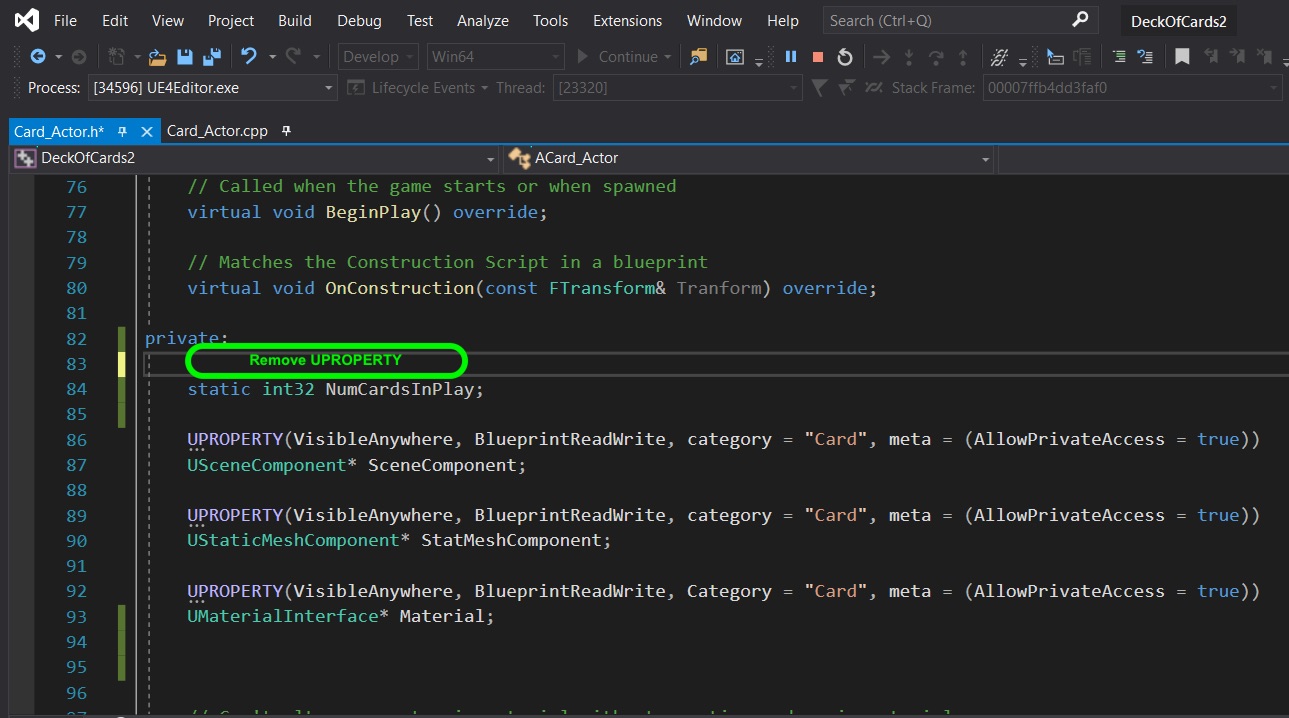 File Edit View Project Build Debug Test Analyze Tools Extensions Window Help Search (Ctrl+Q) DeckOfCards2
Develop Win64 Continue
Process: [34596] UE4Editor.exe Lifecycle Events Thread: [23320] Stack Frame: 00007ffb4dd3faf0
Card_Actor.h* Card_Actor.cpp
DeckOfCards2 ACard_Actor
76 // Called when the game starts or when spawned
77 virtual void BeginPlay() override;
78
79 // Matches the Construction Script in a blueprint
80 virtual void OnConstruction(const FTransform& Tranform) override;
81
82 private:
83 Remove UPROPERTY
84 static int32 NumCardsInPlay;
85
86 UPROPERTY(VisibleAnywhere, BlueprintReadWrite, category = "Card", meta = (AllowPrivateAccess = true))
87 USceneComponent* SceneComponent;
88
89 UPROPERTY(VisibleAnywhere, BlueprintReadWrite, category = "Card", meta = (AllowPrivateAccess = true))
90 UStaticMeshComponent* StatMeshComponent;
91
92 UPROPERTY(VisibleAnywhere, BlueprintReadWrite, Category = "Card", meta = (AllowPrivateAccess = true))
93 UMaterialInterface* Material;
94
95
96